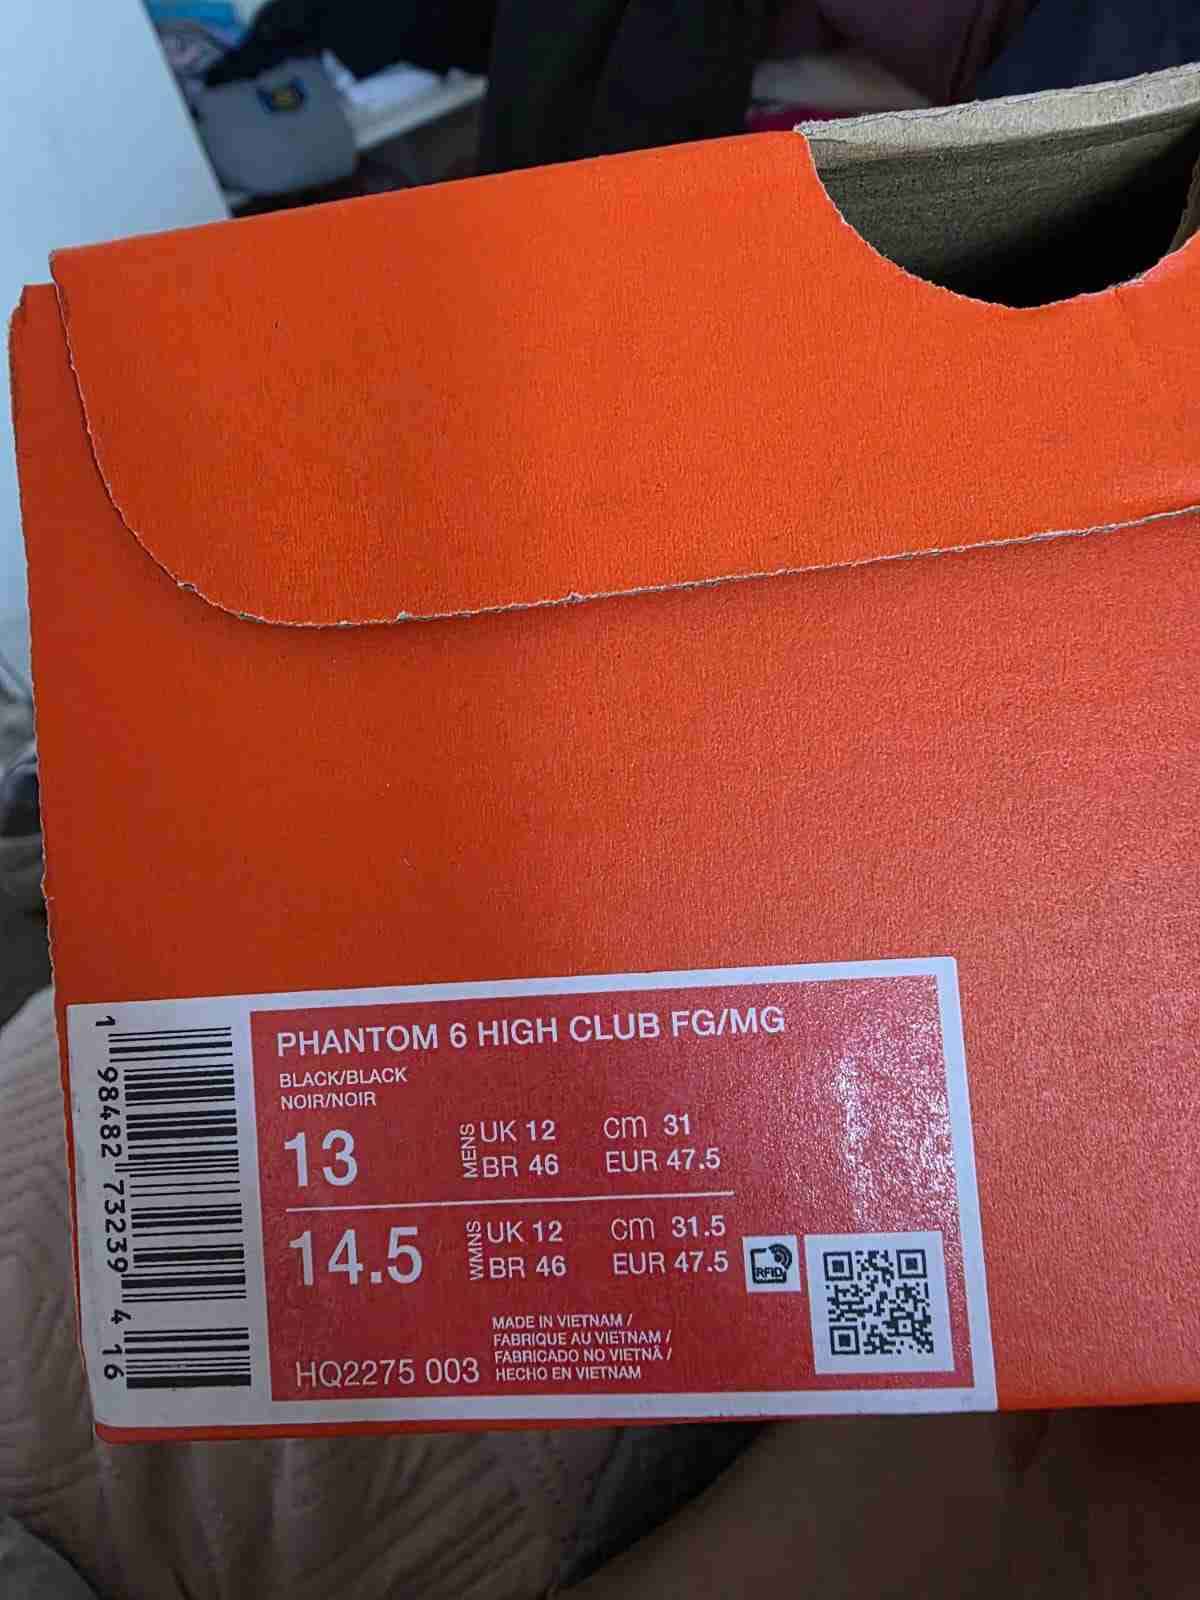 PHANTOM 6 HIGH CLUB FG/MG
BLACK/BLACK
NOIR/NOIR
13 MENS UK 12 cm 31
BR 46 EUR 47.5
14.5 WMNS UK 12 cm 31.5
BR 46 EUR 47.5
RFID
MADE IN VIETNAM /
FABRIQUE AU VIETNAM /
FABRICADO NO VIETNÃ /
HECHO EN VIETNAM
HQ2275 003
1 98482 73239 4 16